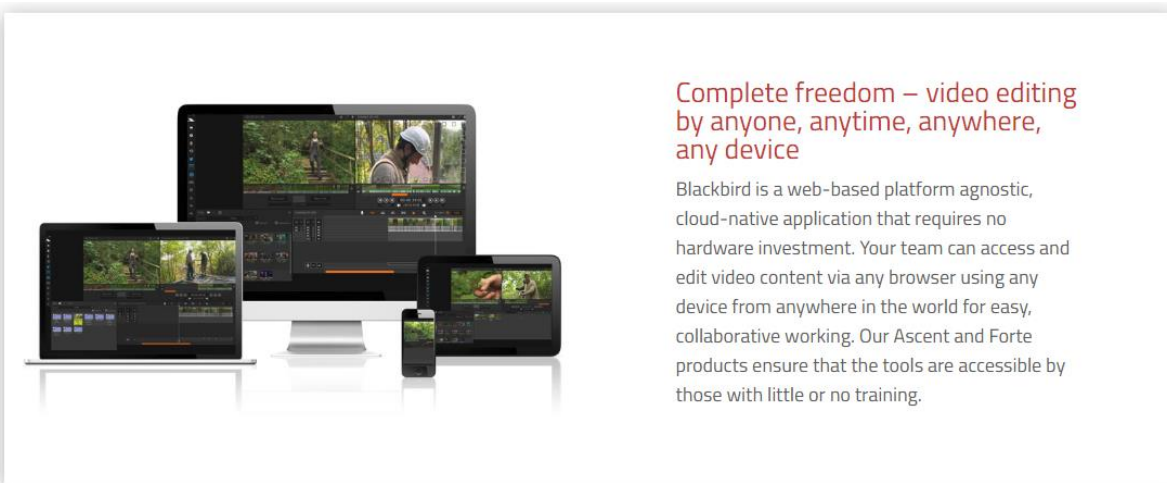 Complete freedom – video editing
by anyone, anytime, anywhere,
any device
Blackbird is a web-based platform agnostic,
cloud-native application that requires no
hardware investment. Your team can access and
edit video content via any browser using any
device from anywhere in the world for easy,
collaborative working. Our Ascent and Forte
products ensure that the tools are accessible by
those with little or no training.